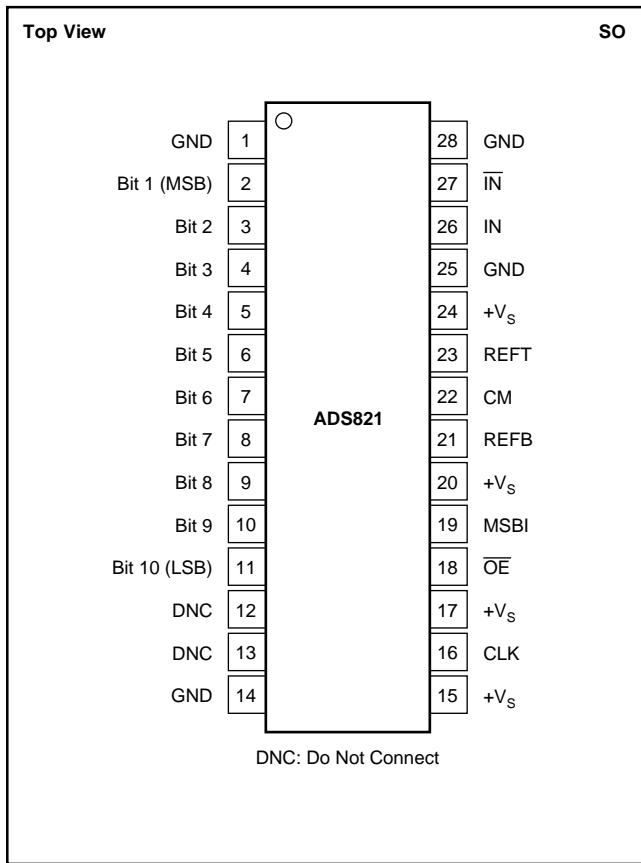 Top View SO
GND 1 28 GND
Bit 1 (MSB) 2 27 I̅N̅
Bit 2 3 26 IN
Bit 3 4 25 GND
Bit 4 5 24 +VS
Bit 5 6 23 REFT
Bit 6 7 22 CM
ADS821
Bit 7 8 21 REFB
Bit 8 9 20 +VS
Bit 9 10 19 MSBI
Bit 10 (LSB) 11 18 O̅E̅
DNC 12 17 +VS
DNC 13 16 CLK
GND 14 15 +VS
DNC: Do Not Connect